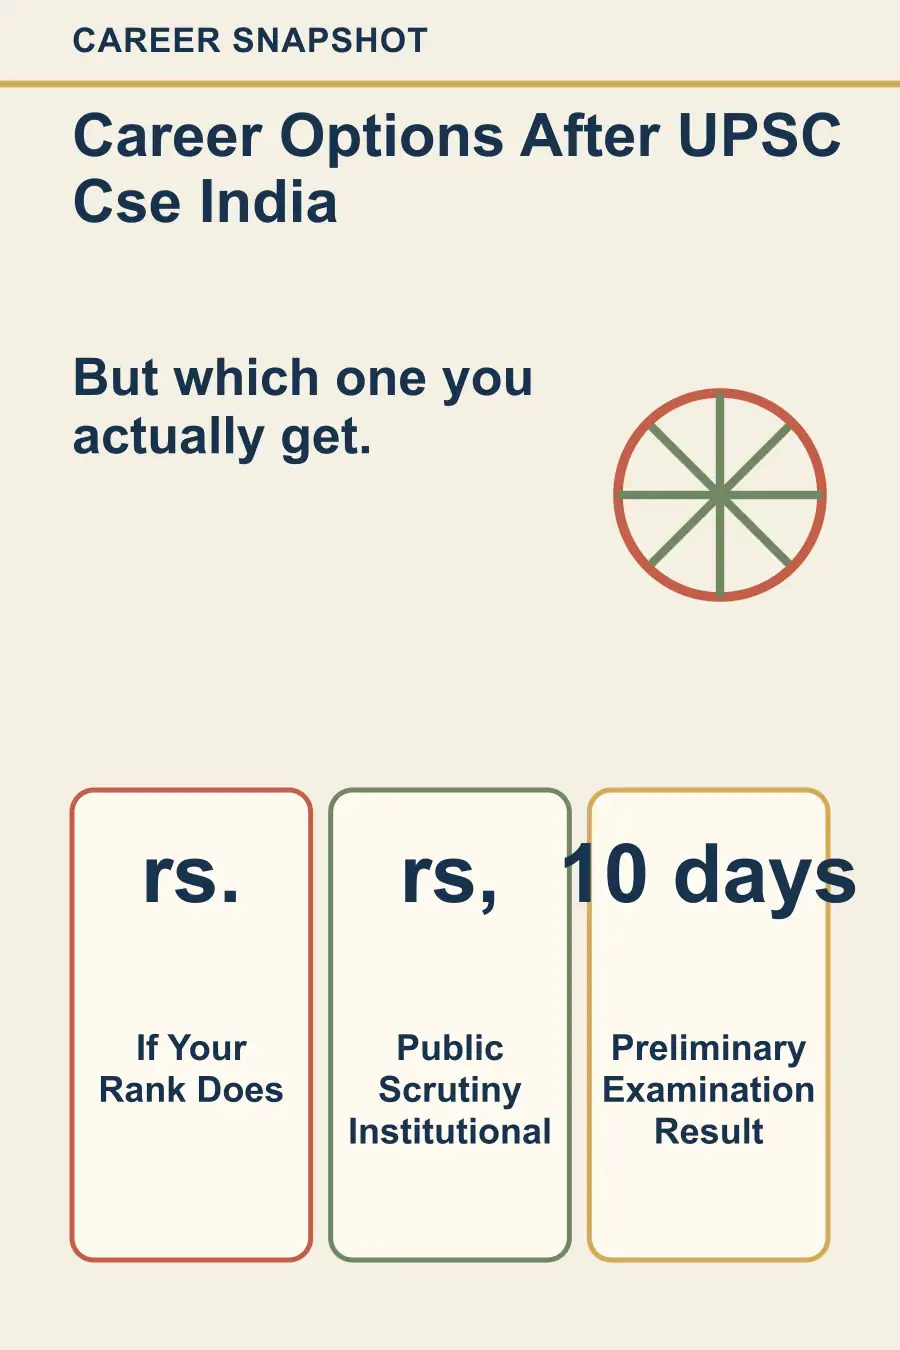 CAREER SNAPSHOT
Career Options After UPSC
Cse India
But which one you
actually get.
rs.
If Your
Rank Does
rs,
Public
Scrutiny
Institutional
10 days
Preliminary
Examination
Result